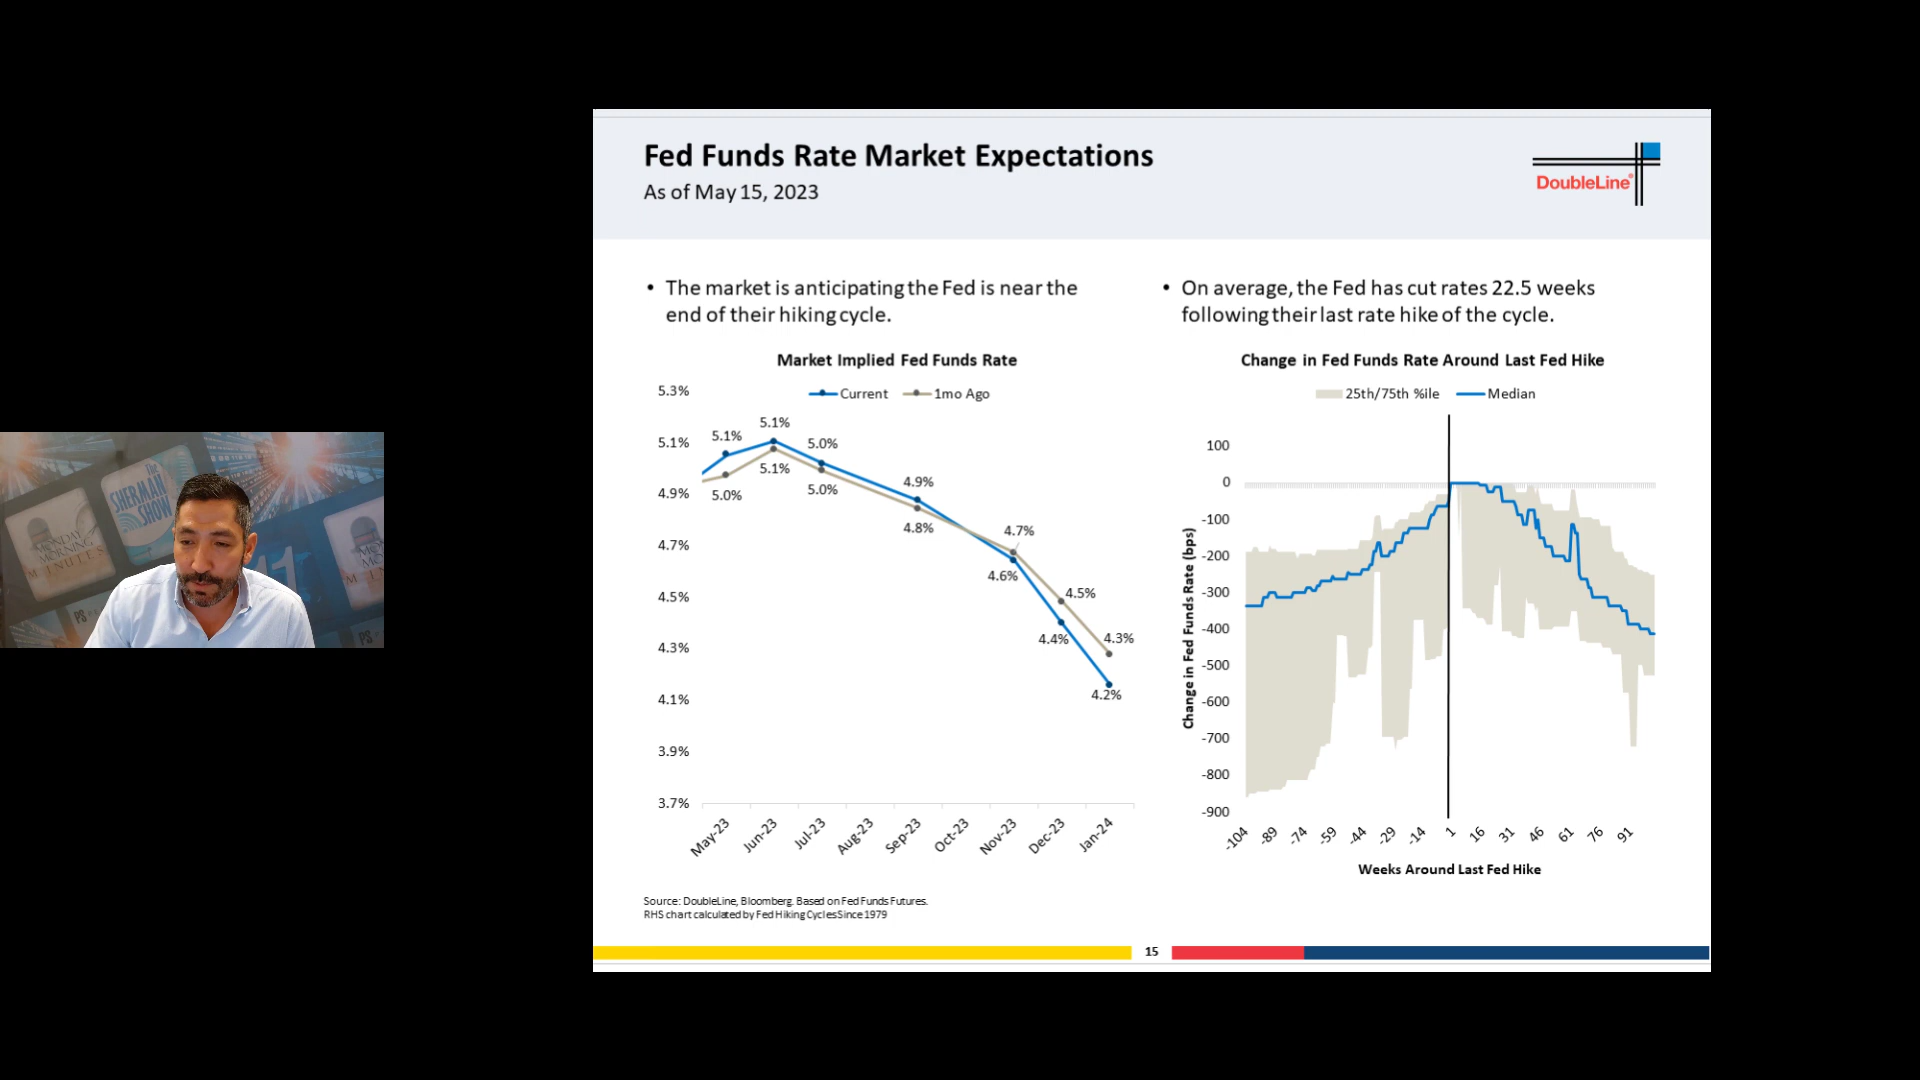 Fed Funds Rate Market Expectations
As of May 15, 2023
DoubleLine®
• The market is anticipating the Fed is near the
end of their hiking cycle.
• On average, the Fed has cut rates 22.5 weeks
following their last rate hike of the cycle.
Market Implied Fed Funds Rate
Current 1mo Ago
5.3%
5.1%
4.9%
4.7%
4.5%
4.3%
4.1%
3.9%
3.7%
5.1%
5.1%
5.0%
4.9%
4.6%
4.4%
4.2%
5.0%
5.1%
5.0%
4.8%
4.7%
4.5%
4.3%
May-23 Jun-23 Jul-23 Aug-23 Sep-23 Oct-23 Nov-23 Dec-23 Jan-24
Change in Fed Funds Rate Around Last Fed Hike
25th/75th %ile Median
Change in Fed Funds Rate (bps)
100
0
-100
-200
-300
-400
-500
-600
-700
-800
-900
-104 -89 -74 -59 -44 -29 -14 1 16 31 46 61 76 91
Weeks Around Last Fed Hike
Source: DoubleLine, Bloomberg. Based on Fed Funds Futures.
RHS chart calculated by Fed Hiking Cycles Since 1979
15
THE
SHERMAN
SHOW
MONDAY
MORNING
MINUTES
11
PS
PS